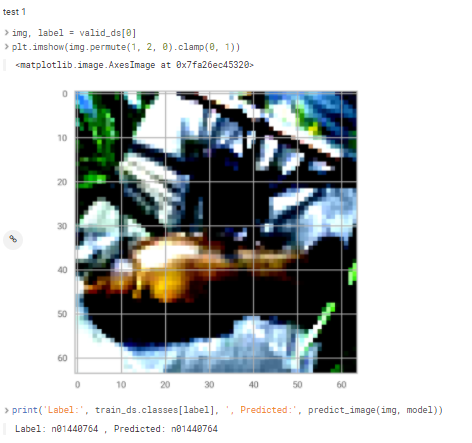 test 1
img, label = valid_ds[0]
plt.imshow(img.permute(1, 2, 0).clamp(0, 1))
<matplotlib.image.AxesImage at 0x7fa26ec45320>
0
10
20
30
40
50
60
0 10 20 30 40 50 60
print('Label:', train_ds.classes[label], ', Predicted:', predict_image(img, model))
Label: n01440764 , Predicted: n01440764